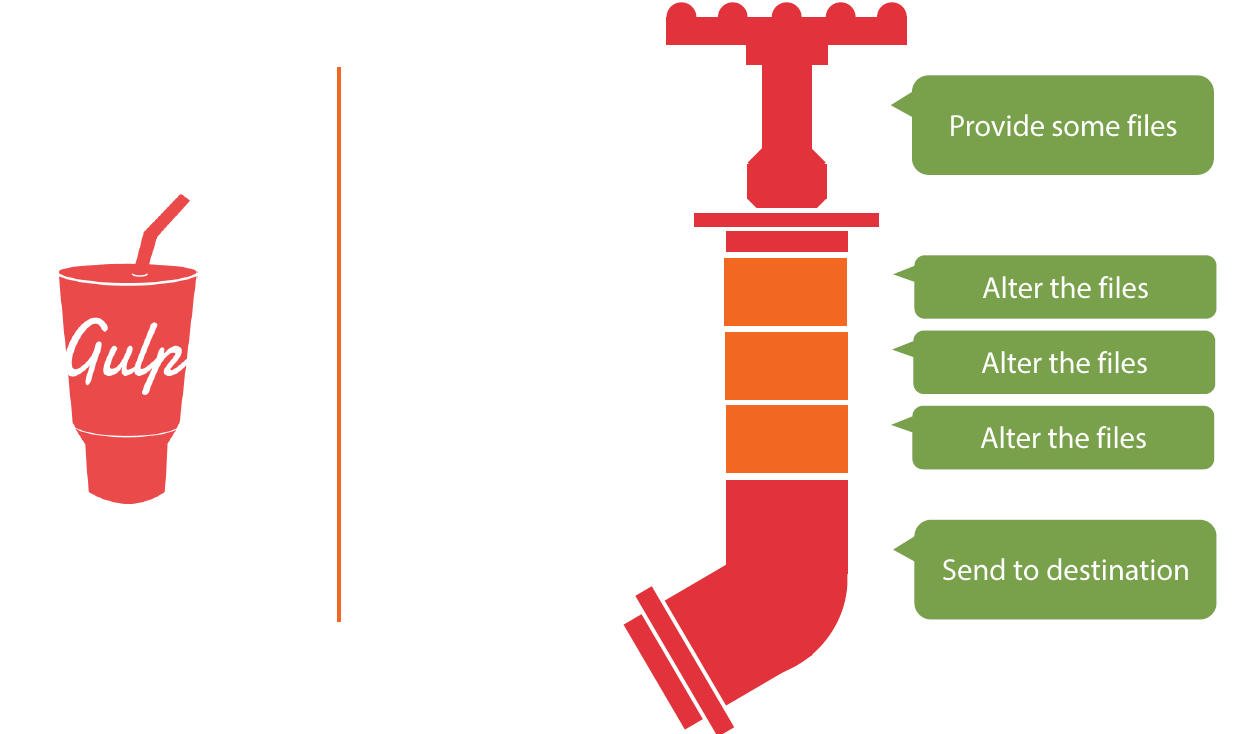 Gulp
Provide some files
Alter the files
Alter the files
Alter the files
Send to destination